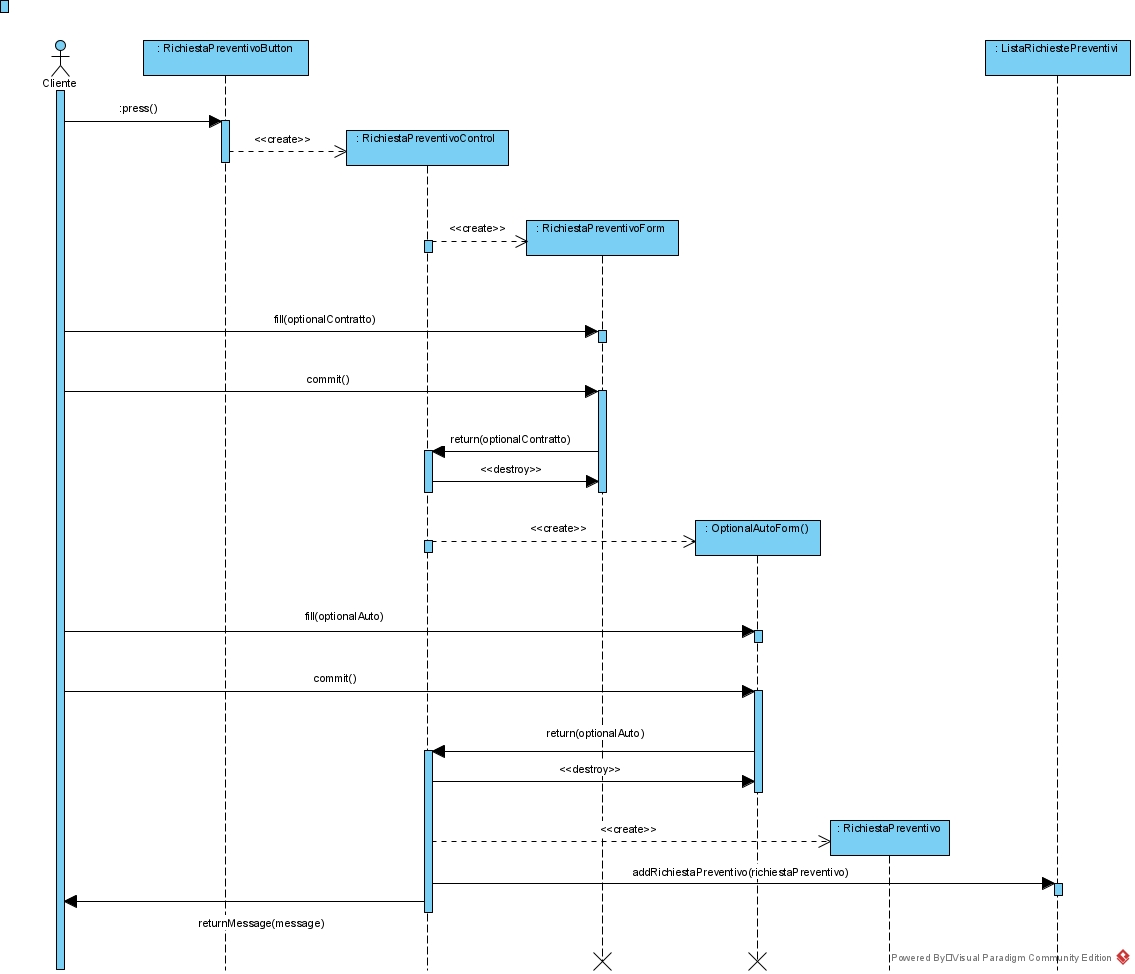 : RichiestaPreventivoButton
: ListaRichiestePreventivi
Cliente
:press()
<<create>>
: RichiestaPreventivoControl
<<create>>
: RichiestaPreventivoForm
fill(optionalContratto)
commit()
return(optionalContratto)
<<destroy>>
<<create>>
: OptionalAutoForm()
fill(optionalAuto)
commit()
return(optionalAuto)
<<destroy>>
<<create>>
: RichiestaPreventivo
addRichiestaPreventivo(richiestaPreventivo)
returnMessage(message)
Powered By Visual Paradigm Community Edition